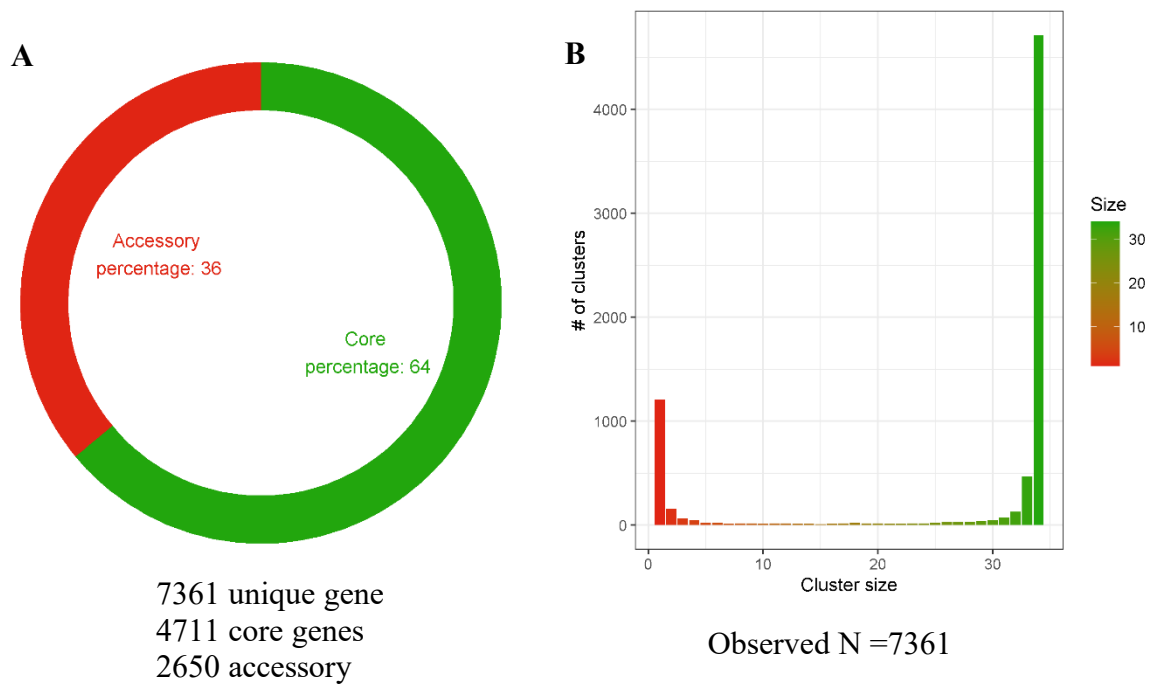 A
Accessory
percentage: 36
Core
percentage: 64
7361 unique gene
4711 core genes
2650 accessory
B
# of clusters
4000
3000
2000
1000
0
0 10 20 30
Cluster size
Size
30
20
10
Observed N =7361